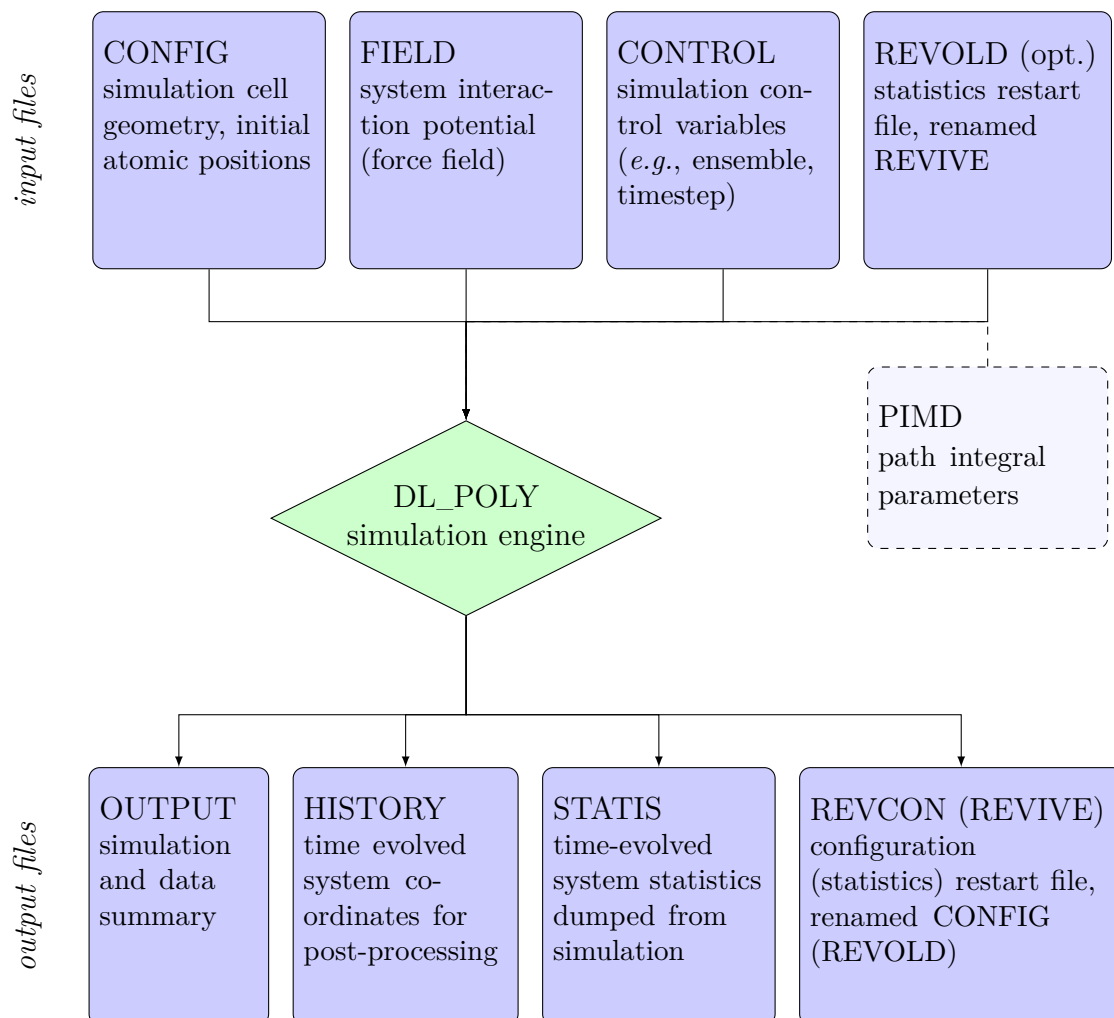 input files
CONFIG
simulation cell
geometry, initial
atomic positions
FIELD
system interac-
tion potential
(force field)
CONTROL
simulation con-
trol variables
(e.g., ensemble,
timestep)
REVOLD (opt.)
statistics restart
file, renamed
REVIVE
PIMD
path integral
parameters
DL_POLY
simulation engine
output files
OUTPUT
simulation
and data
summary
HISTORY
time evolved
system co-
ordinates for
post-processing
STATIS
time-evolved
system statistics
dumped from
simulation
REVCON (REVIVE)
configuration
(statistics) restart file,
renamed CONFIG
(REVOLD)